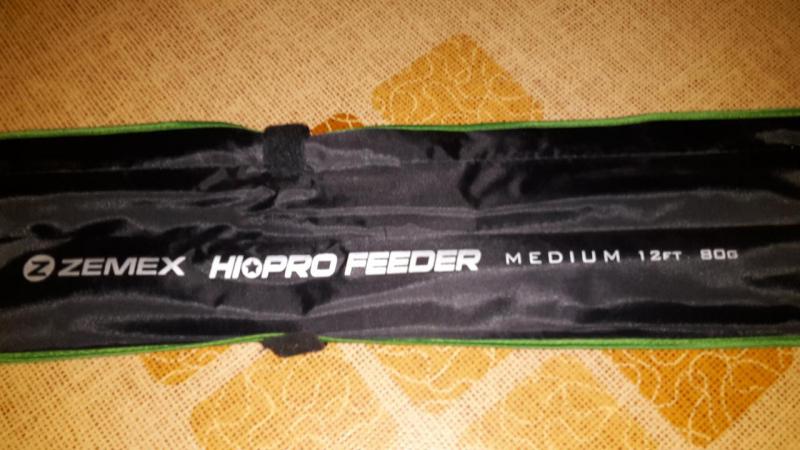 ZEMEX HI✪PRO FEEDER MEDIUM 12FT 80G